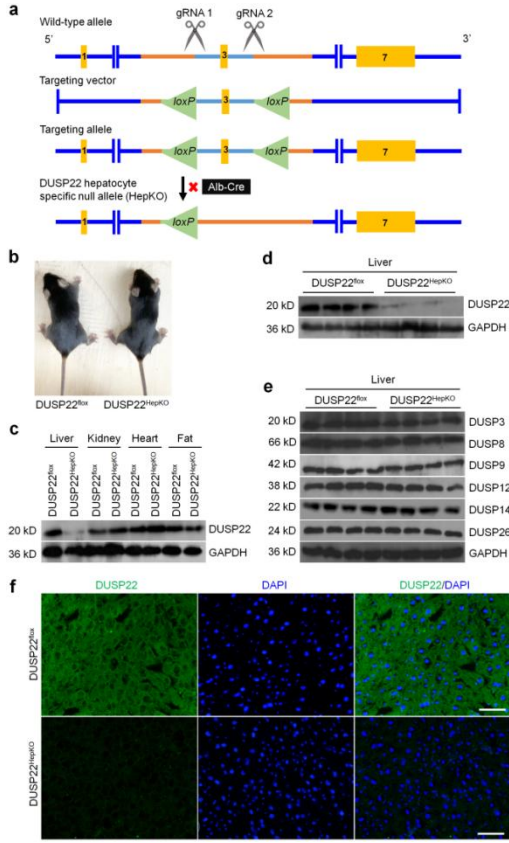 a
gRNA 1 gRNA 2
Wild-type allele
5' 3'
1 3 7
Targeting vector
loxP 3 loxP
Targeting allele
1 loxP 3 loxP 7
DUSP22 hepatocyte
specific null allele (HepKO)
Alb-Cre
1 loxP 7
b
DUSP22flox DUSP22HepKO
c
Liver Kidney Heart Fat
DUSP22flox DUSP22HepKO DUSP22flox DUSP22HepKO DUSP22flox DUSP22HepKO DUSP22flox DUSP22HepKO
20 kD DUSP22
36 kD GAPDH
d
Liver
DUSP22flox DUSP22HepKO
20 kD DUSP22
36 kD GAPDH
e
Liver
DUSP22flox DUSP22HepKO
20 kD DUSP3
66 kD DUSP8
42 kD DUSP9
38 kD DUSP12
22 kD DUSP14
24 kD DUSP26
36 kD GAPDH
f
DUSP22 DAPI DUSP22/DAPI
DUSP22flox
DUSP22HepKO